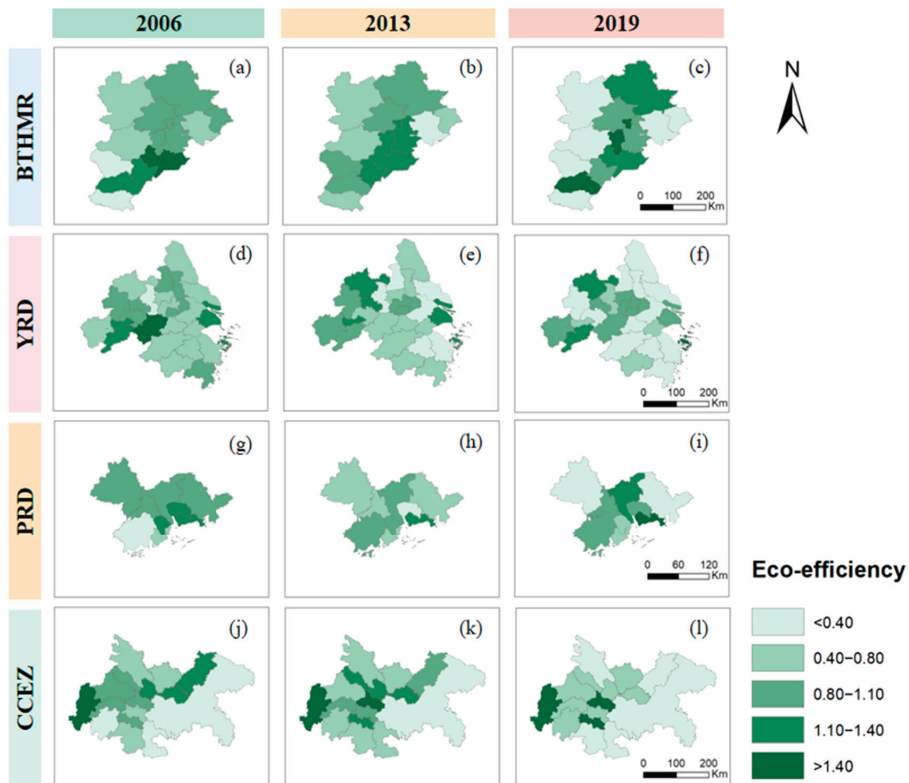 2006 2013 2019
BTHMR
(a) (b) (c)
N
0 100 200
Km
YRD
(d) (e) (f)
0 100 200
Km
PRD
(g) (h) (i)
0 60 120
Km
CCEZ
(j) (k) (l)
0 100 200
Km
Eco-efficiency
<0.40
0.40–0.80
0.80–1.10
1.10–1.40
>1.40